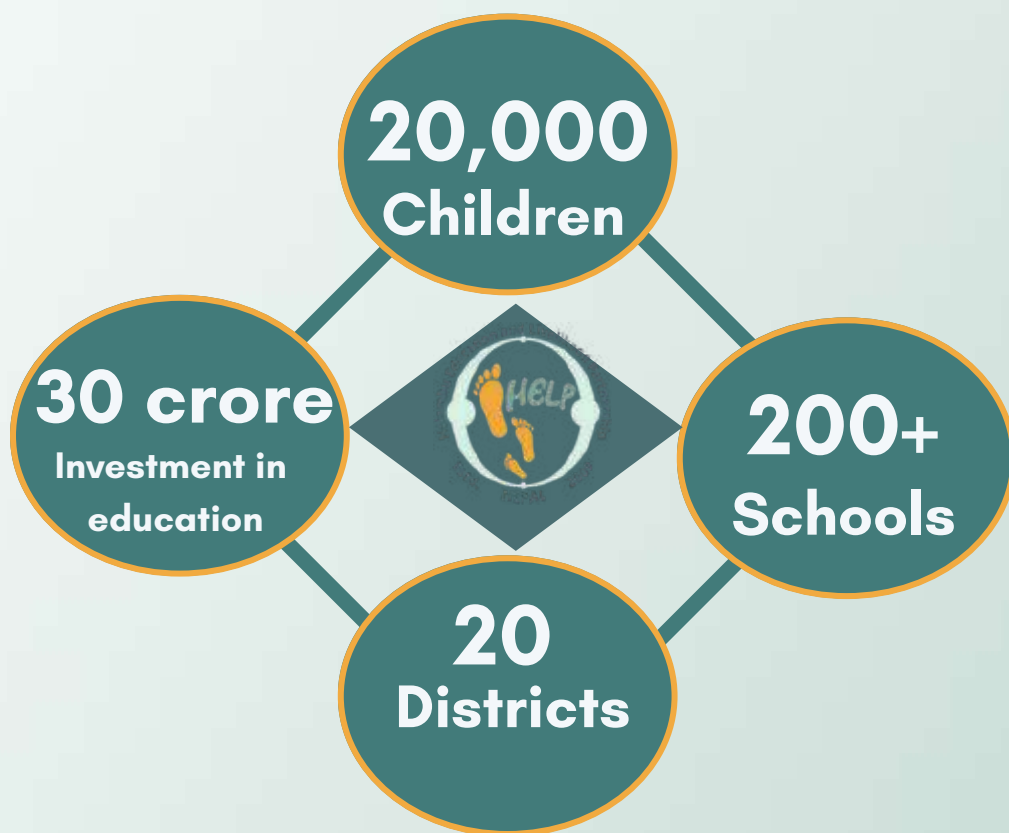 20,000
Children
30 crore
Investment in
education
HELP
200+
Schools
20
Districts